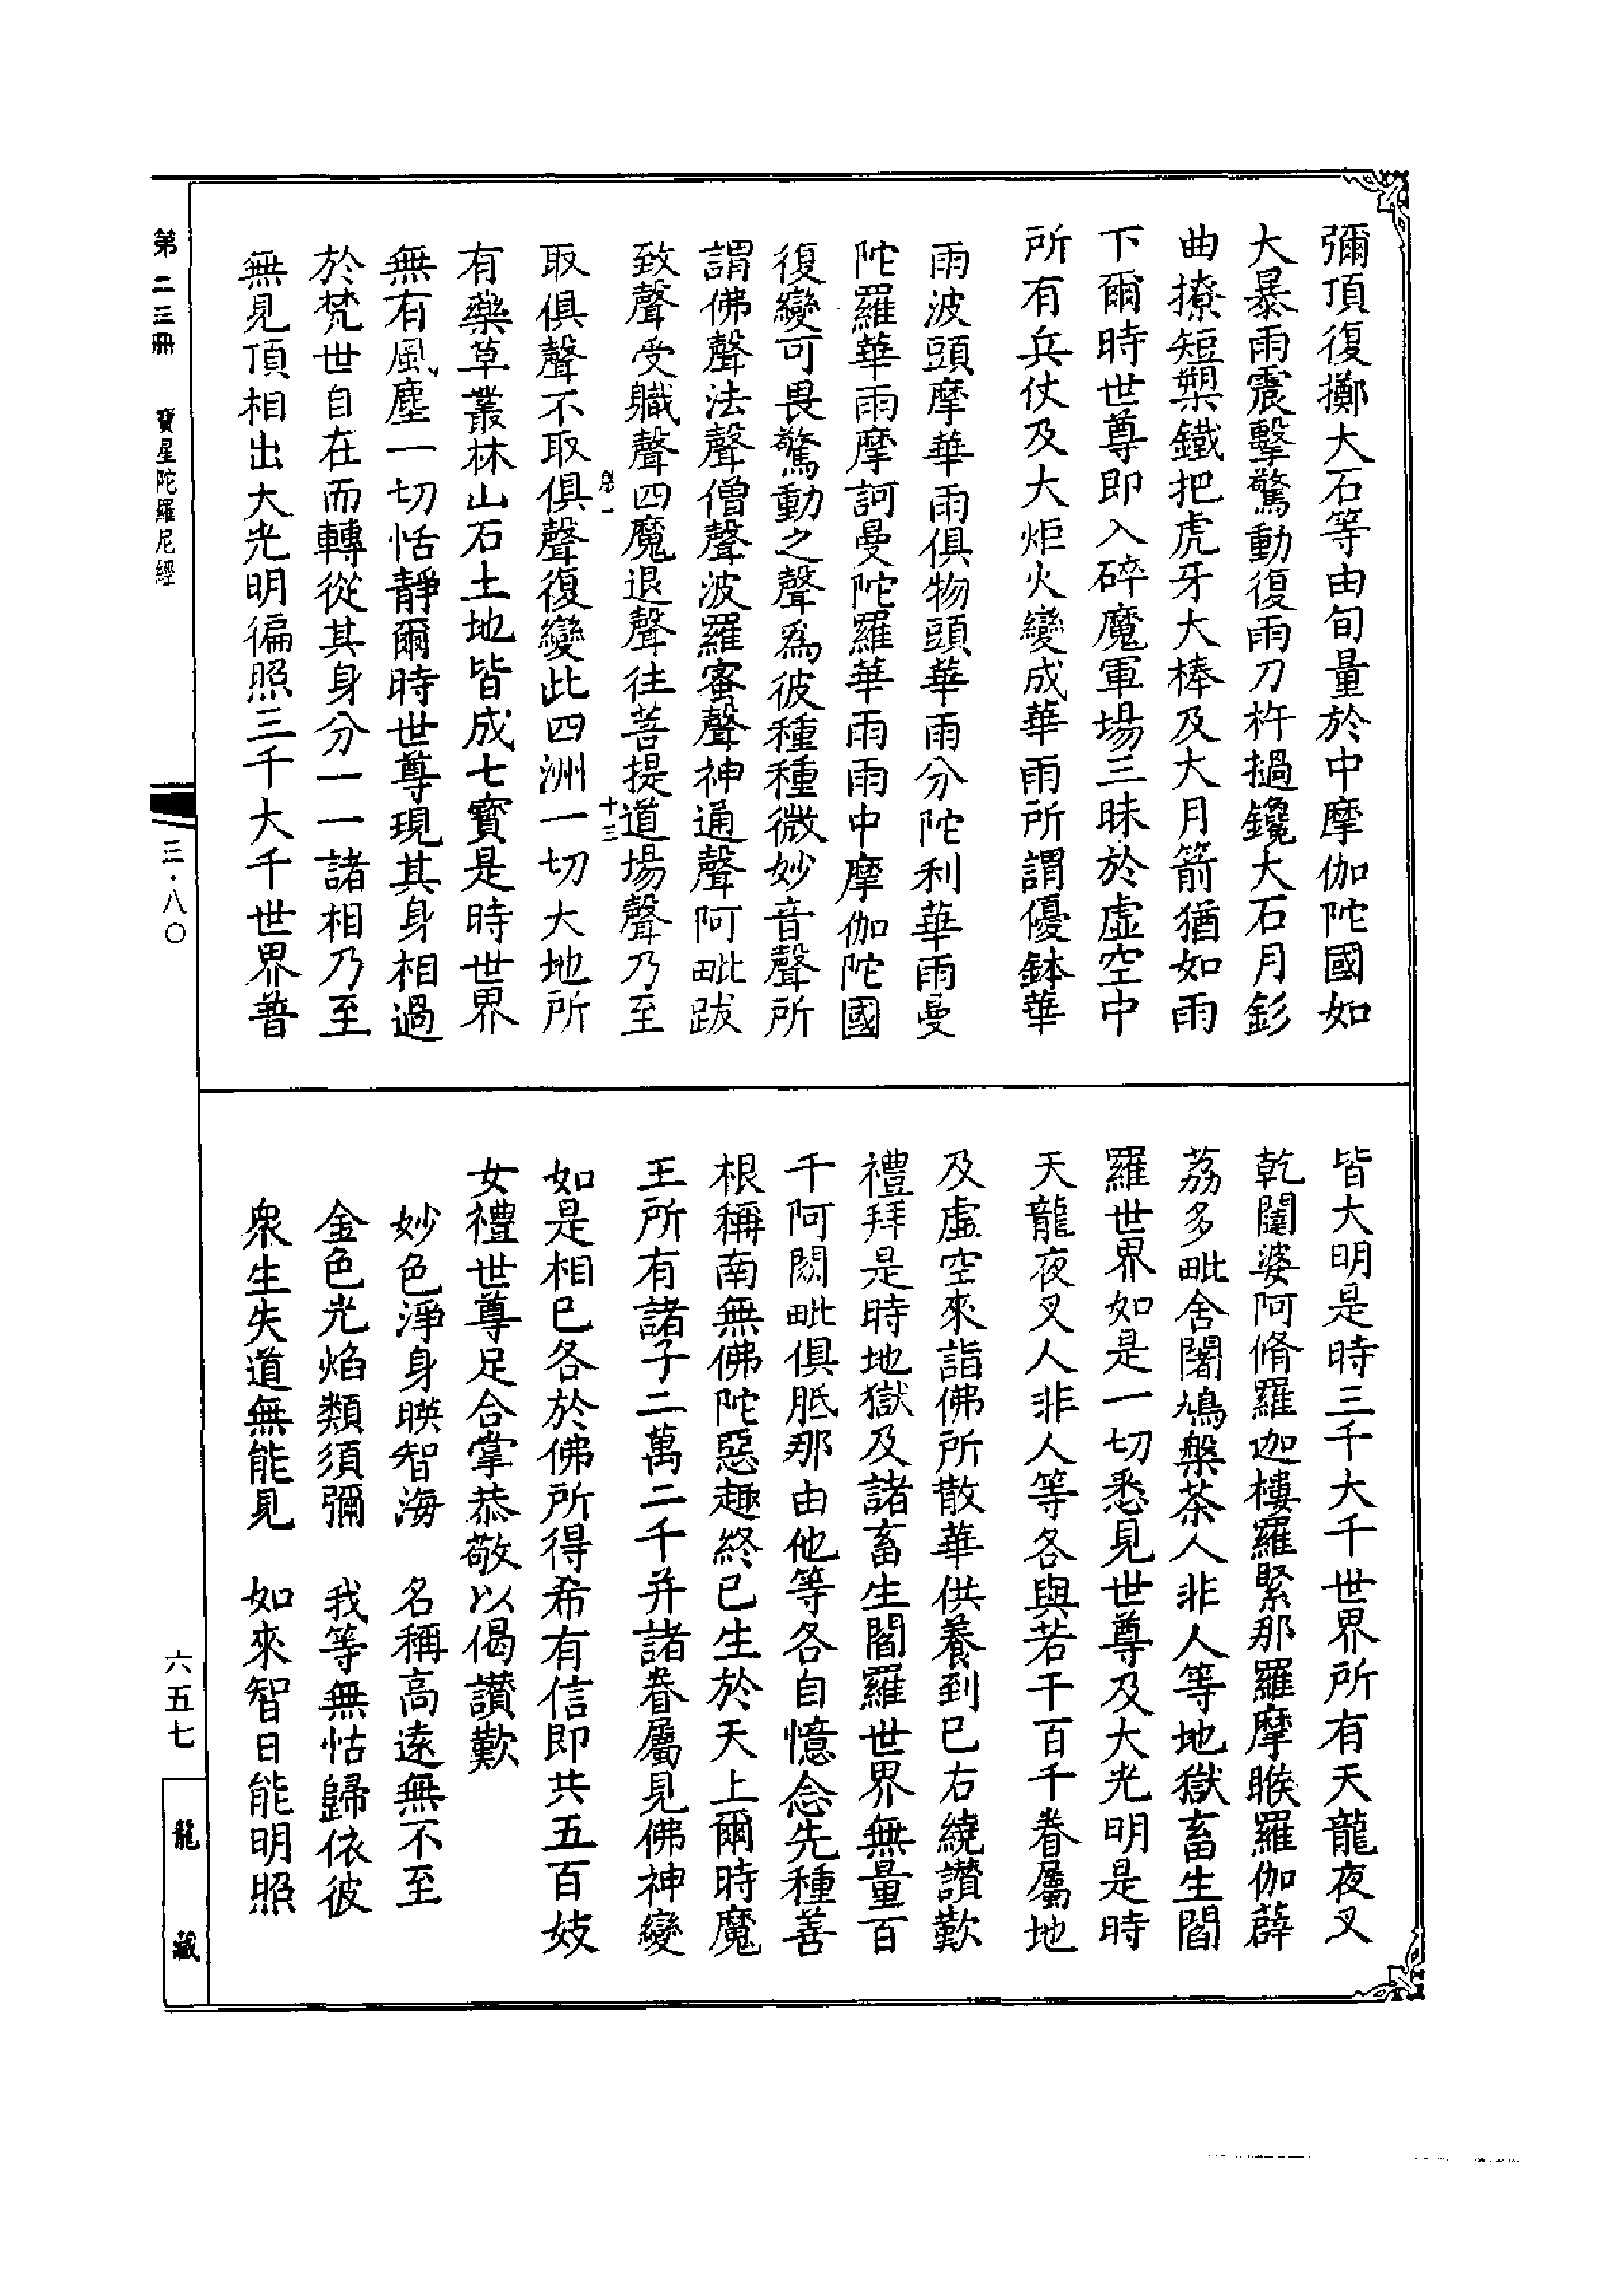 彌頂復擲大石等由旬量於中摩伽陀國如
大暴雨震擊驚動復雨刀杵撾鑱大石月釤
曲撩短槊鐵把虎牙大棒及大月箭猶如雨
下爾時世尊即入碎魔軍場三昧於虛空中
所有兵仗及大炬火變成華雨所謂優鉢華
雨波頭摩華雨俱物頭華雨分陀利華雨曼
陀羅華雨摩訶曼陀羅華雨雨中摩伽陀國
復變可畏驚動之聲爲彼種種微妙音聲所
謂佛聲法聲僧聲波羅蜜聲神通聲阿毗跋
致聲受職聲四魔退聲往菩提道場聲乃至
十三
取俱聲不取俱聲復變此四洲一切大地所
有藥草叢林山石土地皆成七寶是時世界
無有風塵一切恬靜爾時世尊現其身相過
於梵世自在而轉從其身分一一諸相乃至
無見頂相出大光明徧照三千大千世界普
皆大明是時三千大千世界所有天龍夜叉
乾闥婆阿脩羅迦樓羅緊那羅摩睺羅伽薜
荔多毗舍闍鳩槃茶人非人等地獄畜生閻
羅世界如是一切悉見世尊及大光明是時
天龍夜叉人非人等各與若干百千眷屬地
及虛空來詣佛所散華供養到已右繞讚歎
禮拜是時地獄及諸畜生閻羅世界無量百
千阿閦毗俱胝那由他等各自憶念先種善
根稱南無佛陀惡趣終已生於天上爾時魔
王所有諸子二萬二千并諸眷屬見佛神變
如是相已各於佛所得希有信即共五百妓
女禮世尊足合掌恭敬以偈讚歎
妙色淨身暎智海　名稱高遠無不至
金色光焰類須彌　我等無怙歸依彼
衆生失道無能見　如來智日能明照
第二三冊　寶星陀羅尼經
三・八〇
六五七
龍藏